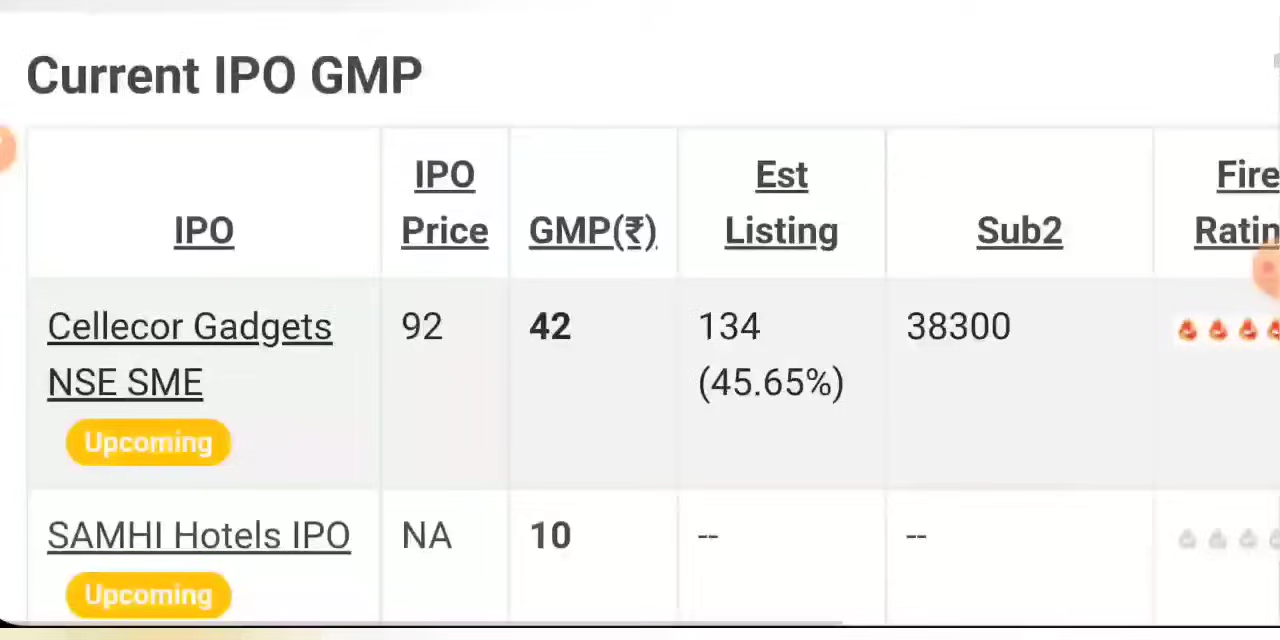 Current IPO GMP
IPO
IPO Price
GMP(₹)
Est Listing
Sub2
Fire
Cellecor Gadgets NSE SME
Upcoming
92
42
134 (45.65%)
38300
SAMHI Hotels IPO
Upcoming
NA
10
--
--